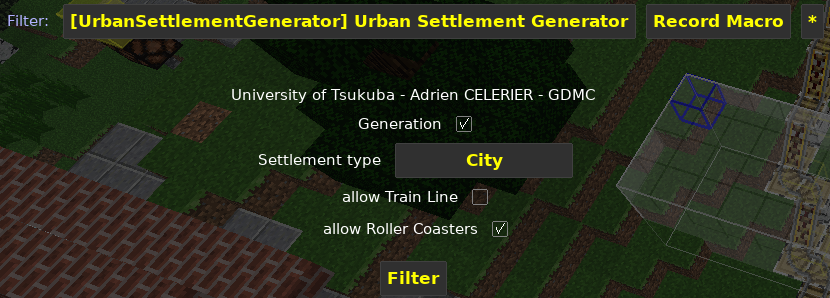 Filter: [UrbanSettlementGenerator] Urban Settlement Generator Record Macro *
University of Tsukuba - Adrien CELERIER - GDMC
Generation
Settlement type City
allow Train Line
allow Roller Coasters
Filter